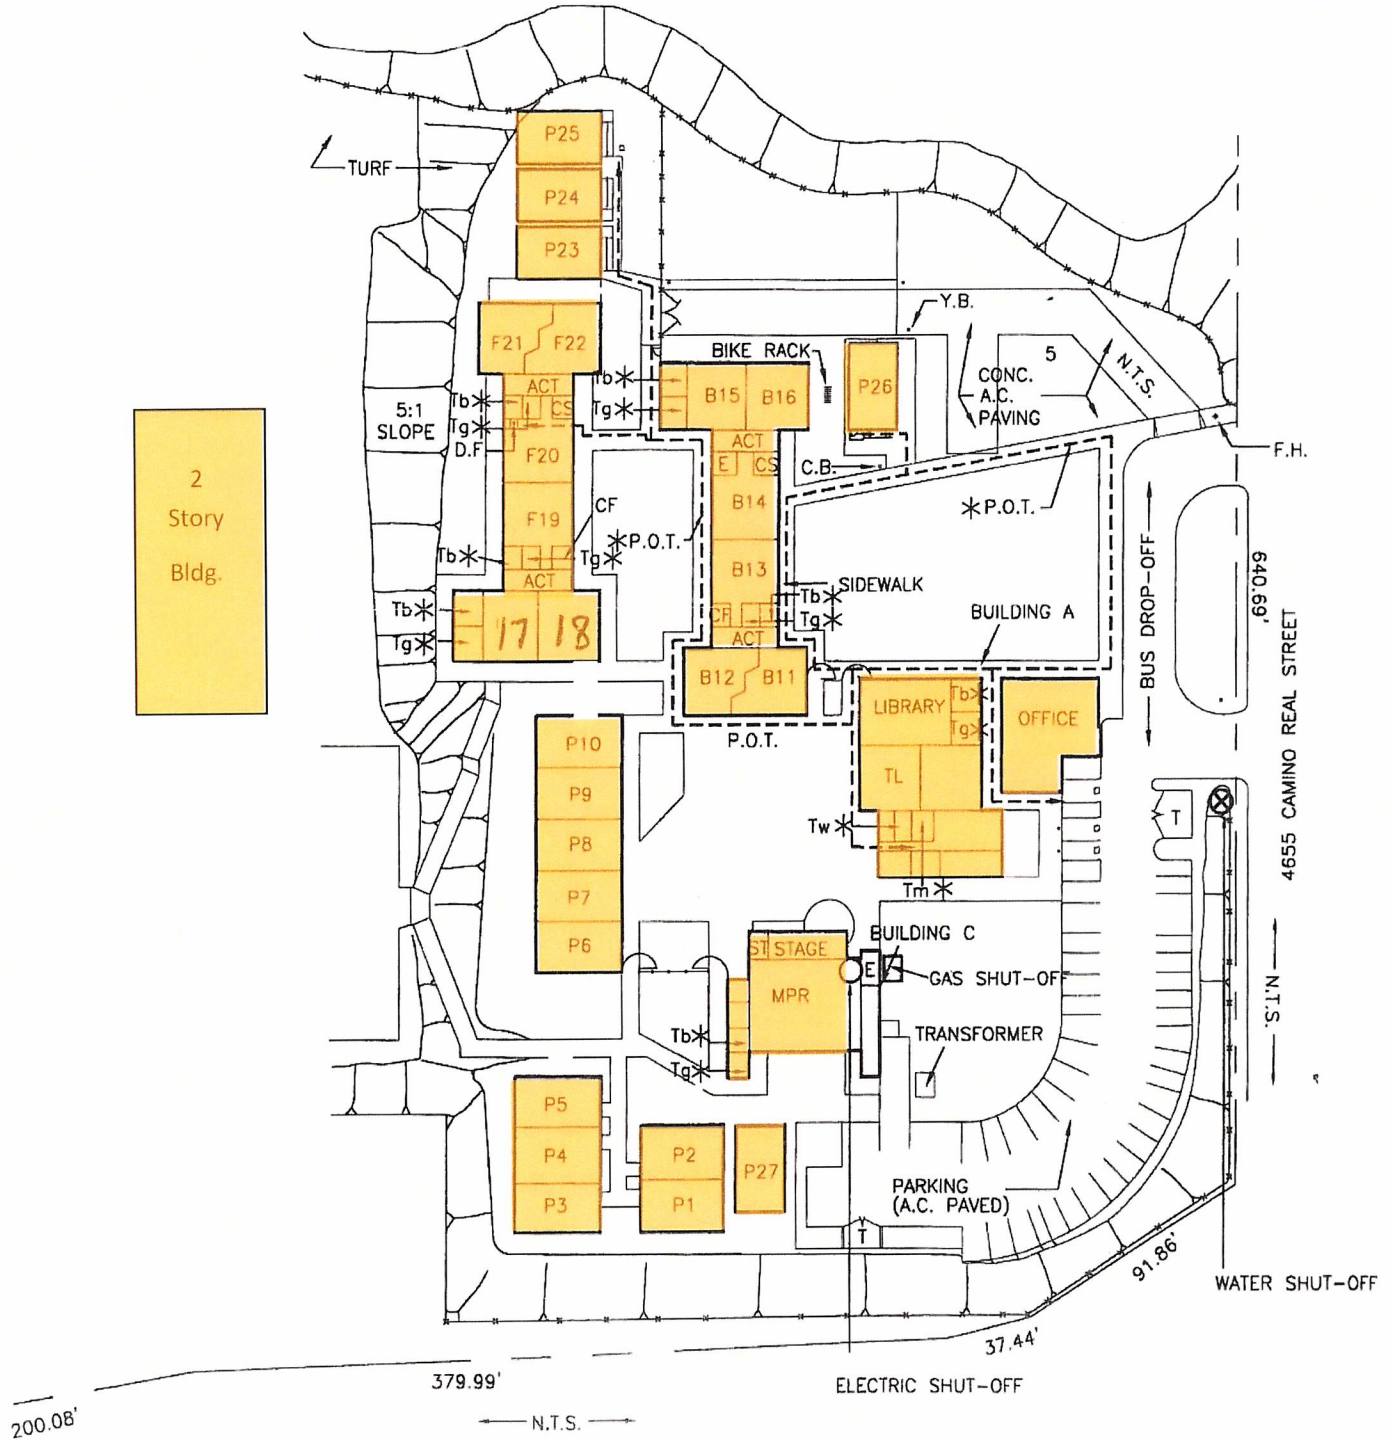 P25
TURF
P24
P23
Y.B.
F21
F22
BIKE RACK
5
N.T.S.
CONC.
A.C.
PAVING
Tb
B15
B16
P26
ACT
Tb
CS
Tg
5:1
SLOPE
Tg
D.F
F20
ACT
E
CS
C.B.
F.H.
2
Story
Bldg.
CF
B14
P.O.T.
F19
P.O.T.
Tb
Tg
B13
SIDEWALK
BUS DROP-OFF
640.69'
ACT
Tb
Tb
17
18
CF
Tg
BUILDING A
Tg
ACT
B12
B11
LIBRARY
Tb
Tg
OFFICE
4655 CAMINO REAL STREET
P10
P.O.T.
TL
P9
T
P8
Tw
P7
Tm
P6
ST
STAGE
BUILDING C
E
GAS SHUT-OFF
N.T.S.
MPR
Tb
TRANSFORMER
Tg
P5
P4
P2
P27
P3
P1
PARKING
(A.C. PAVED)
T
91.86'
WATER SHUT-OFF
37.44'
379.99'
ELECTRIC SHUT-OFF
200.08'
N.T.S.